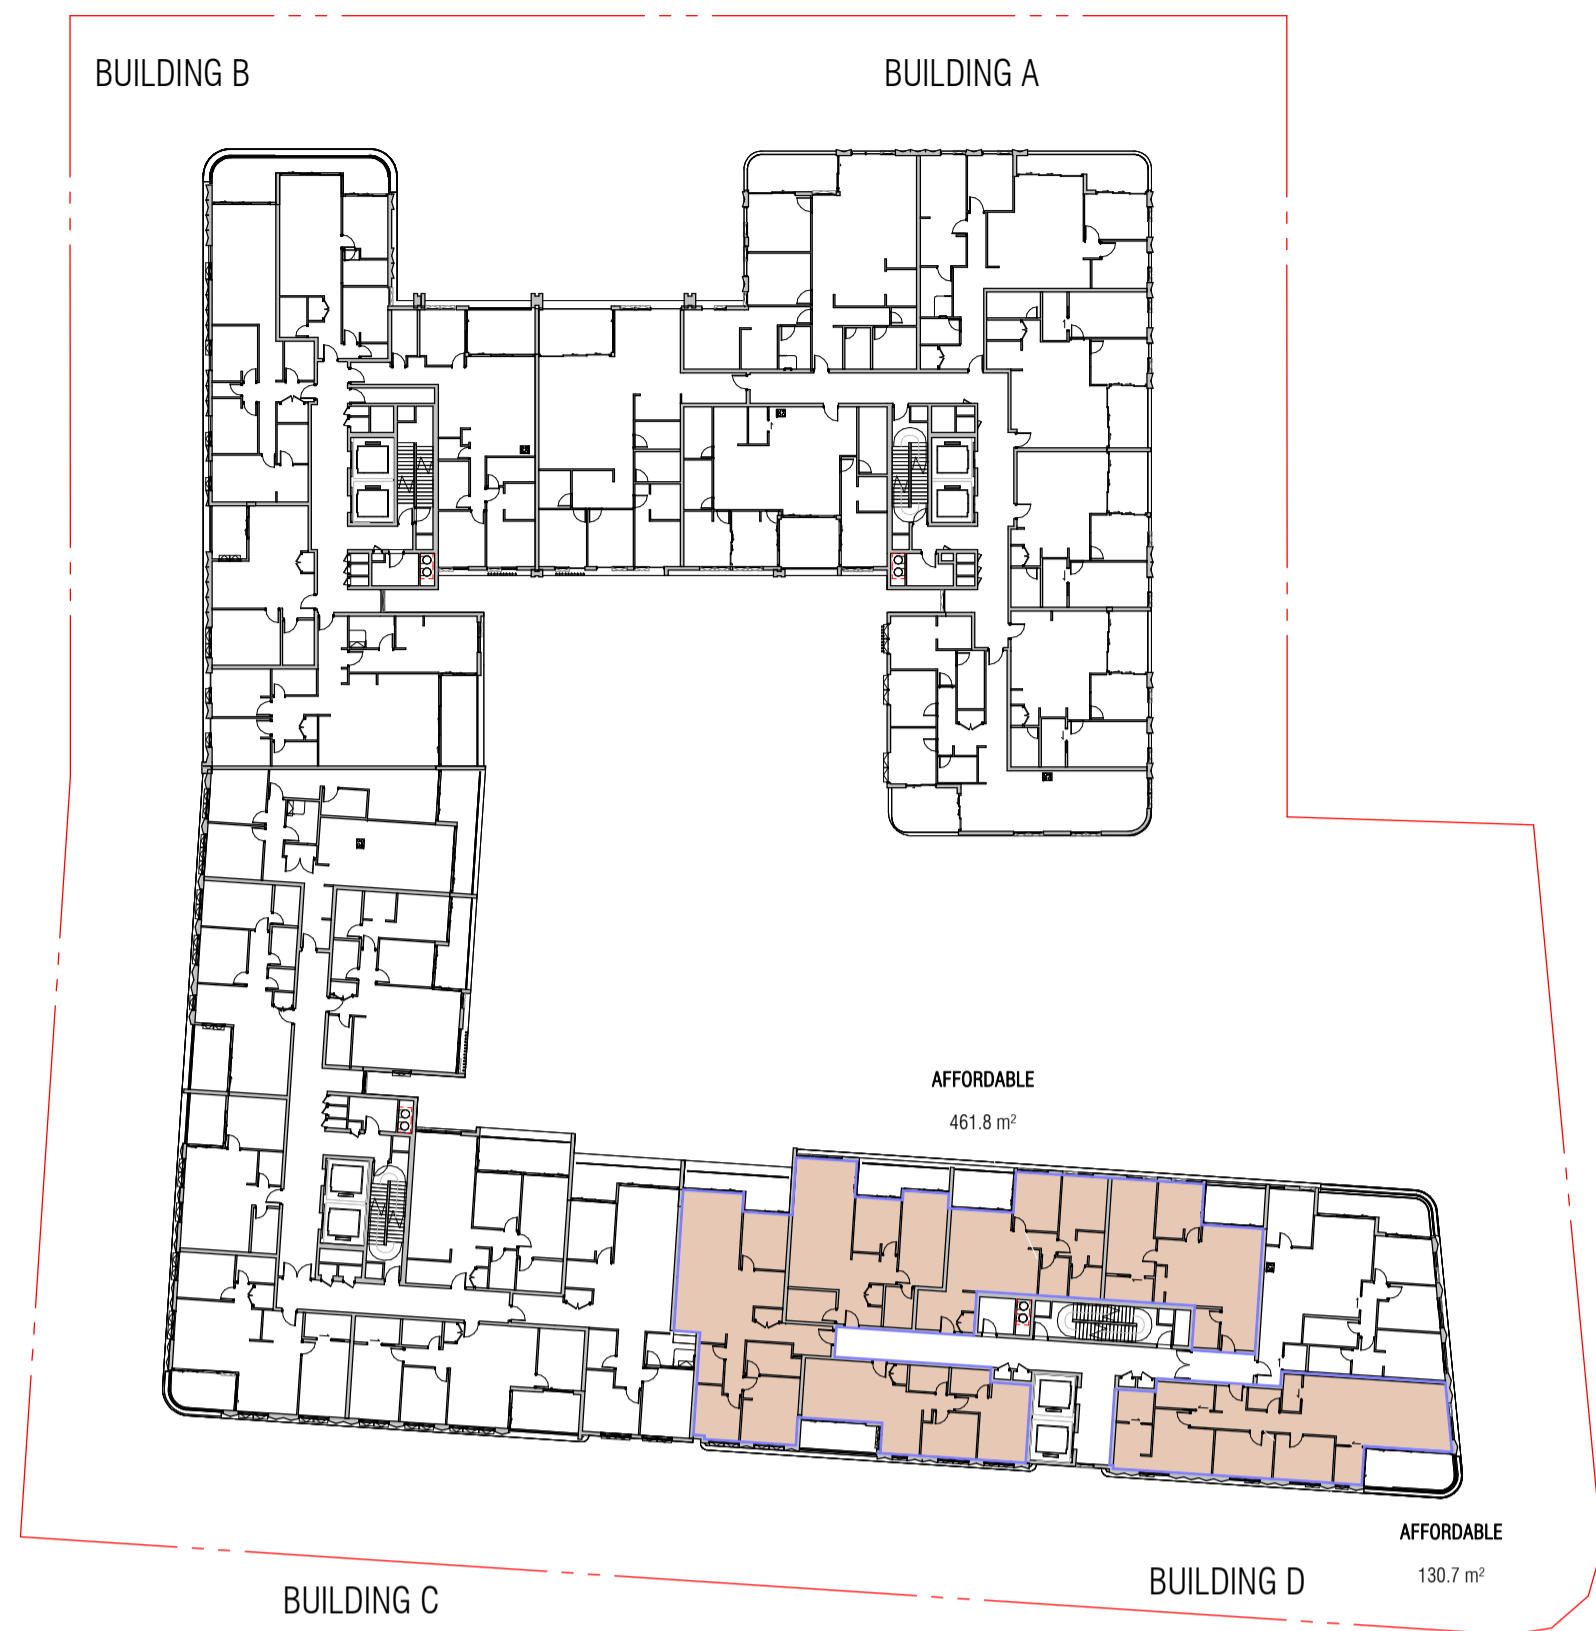 BUILDING B
BUILDING A
AFFORDABLE
461.8 m²
AFFORDABLE
130.7 m²
BUILDING D
BUILDING C